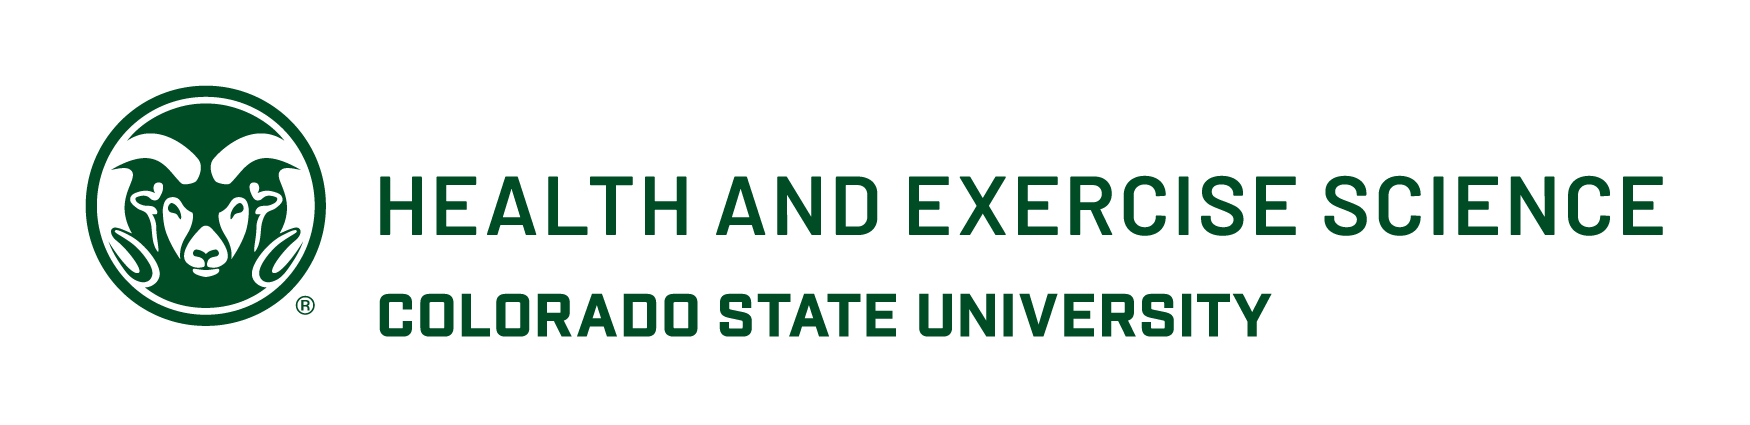 HEALTH AND EXERCISE SCIENCE
®
COLORADO STATE UNIVERSITY